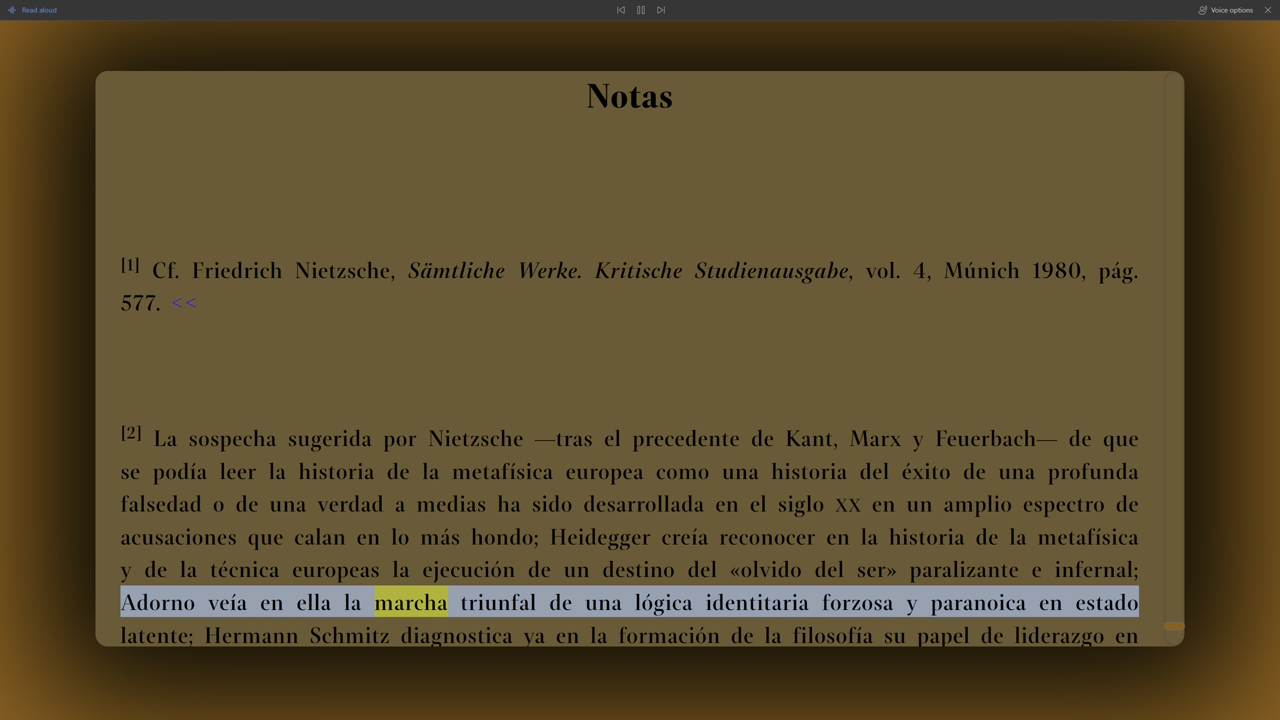 Read aloud
Voice options
Notas
[1] Cf. Friedrich Nietzsche, Sämtliche Werke. Kritische Studienausgabe, vol. 4, Múnich 1980, pág.
577. <<
[2] La sospecha sugerida por Nietzsche —tras el precedente de Kant, Marx y Feuerbach— de que
se podía leer la historia de la metafísica europea como una historia del éxito de una profunda
falsedad o de una verdad a medias ha sido desarrollada en el siglo XX en un amplio espectro de
acusaciones que calan en lo más hondo; Heidegger creía reconocer en la historia de la metafísica
y de la técnica europeas la ejecución de un destino del «olvido del ser» paralizante e infernal;
Adorno veía en ella la marcha triunfal de una lógica identitaria forzosa y paranoica en estado
latente; Hermann Schmitz diagnostica ya en la formación de la filosofía su papel de liderazgo en